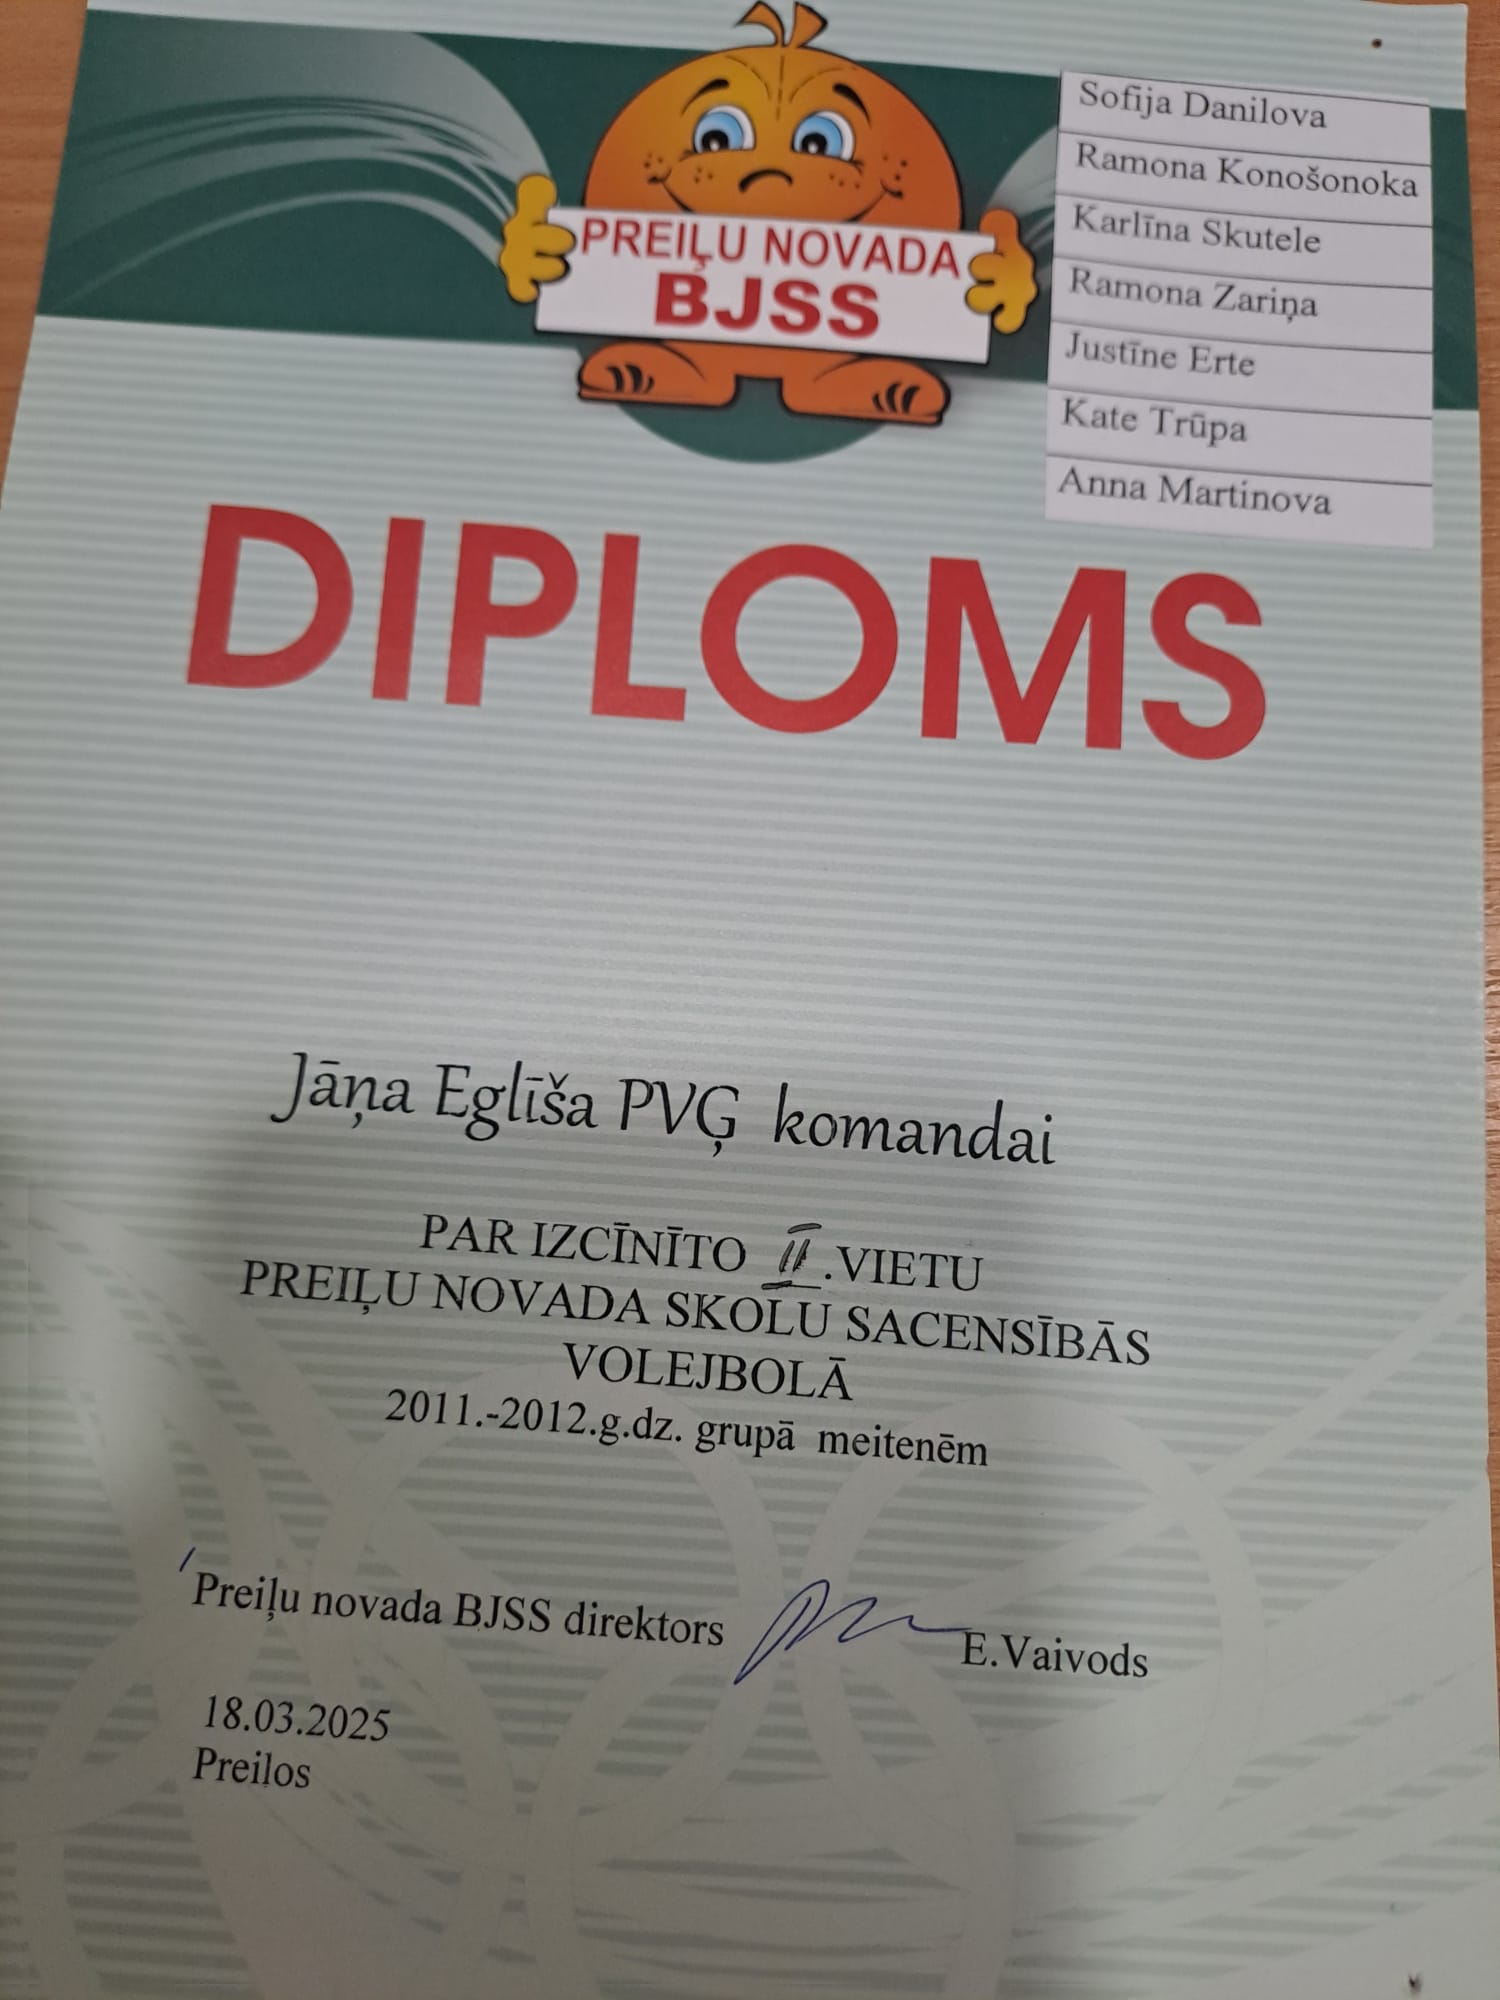 PREIĻU NOVADA
BJSS
Sofija Danilova
Ramona Konošonoka
Karlīna Skutele
Ramona Zariņa
Justīne Erte
Kate Trūpa
Anna Martinova
DIPLOMS
Jāņa Eglīša PVĢ komandai
PAR IZCĪNĪTO II.VIETU
PREIĻU NOVADA SKOLU SACENSĪBĀS
VOLEJBOLĀ
2011.-2012.g.dz. grupā meitenēm
Preiļu novada BJSS direktors E.Vaivods
18.03.2025
Preiļos